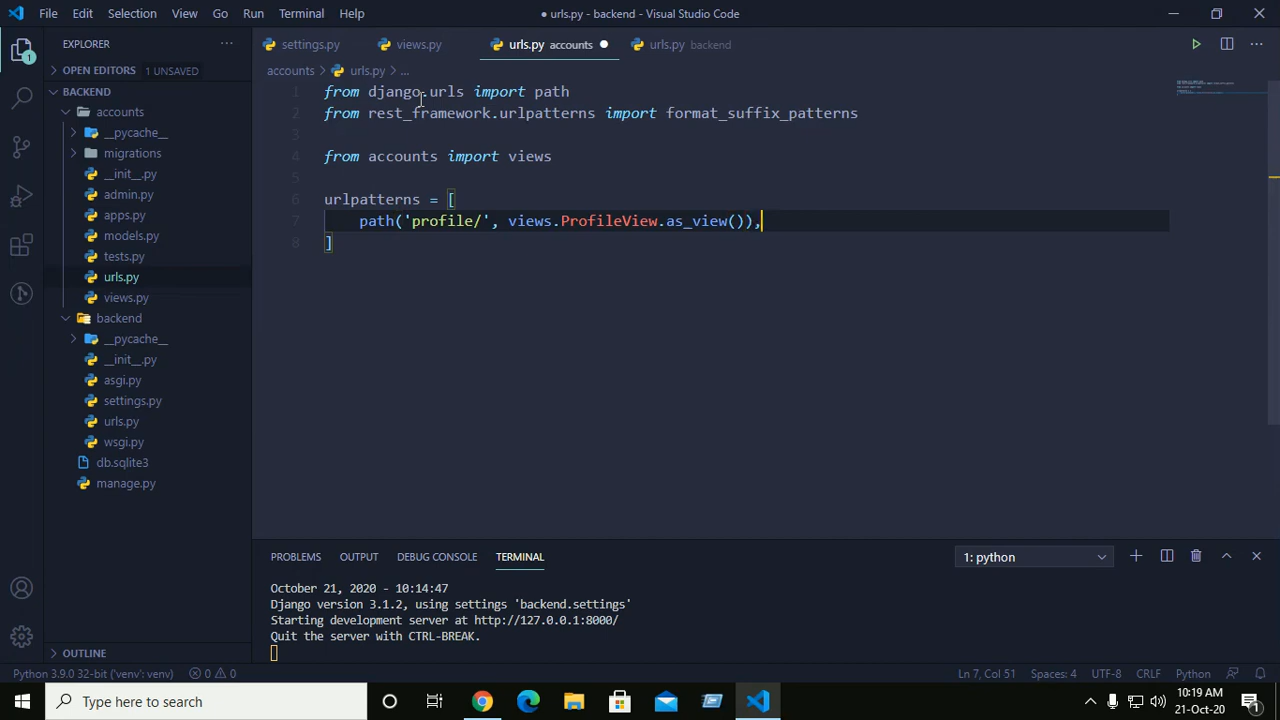 File Edit Selection View Go Run Terminal Help
● urls.py - backend - Visual Studio Code
EXPLORER
OPEN EDITORS 1 UNSAVED
BACKEND
accounts
__pycache__
migrations
__init__.py
admin.py
apps.py
models.py
tests.py
urls.py
views.py
backend
__pycache__
__init__.py
asgi.py
settings.py
urls.py
wsgi.py
db.sqlite3
manage.py
OUTLINE
settings.py views.py urls.py accounts urls.py backend
accounts > urls.py > ...
1 from django.urls import path
2 from rest_framework.urlpatterns import format_suffix_patterns
3
4 from accounts import views
5
6 urlpatterns = [
7 path('profile/', views.ProfileView.as_view()),
8 ]
PROBLEMS OUTPUT DEBUG CONSOLE TERMINAL
1: python
October 21, 2020 - 10:14:47
Django version 3.1.2, using settings 'backend.settings'
Starting development server at http://127.0.0.1:8000/
Quit the server with CTRL-BREAK.
Python 3.9.0 32-bit ('venv': venv) 0 0
Ln 7, Col 51 Spaces: 4 UTF-8 CRLF Python
Type here to search
10:19 AM
21-Oct-20
1
1